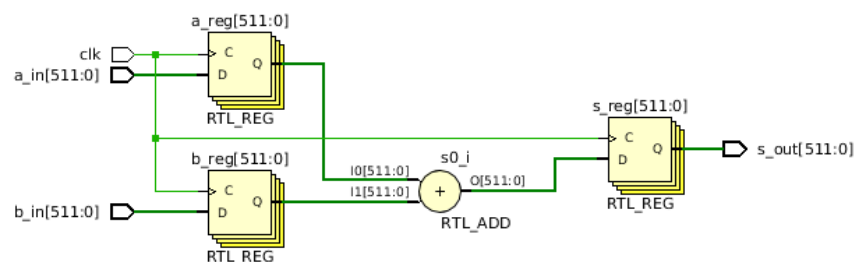 a_reg[511:0]
clk
C
Q
a_in[511:0]
D
RTL_REG
s_reg[511:0]
C
Q
s_out[511:0]
D
b_reg[511:0]
s0_i
I0[511:0]
O[511:0]
C
+
I1[511:0]
Q
b_in[511:0]
D
RTL_REG
RTL_ADD
RTL_REG